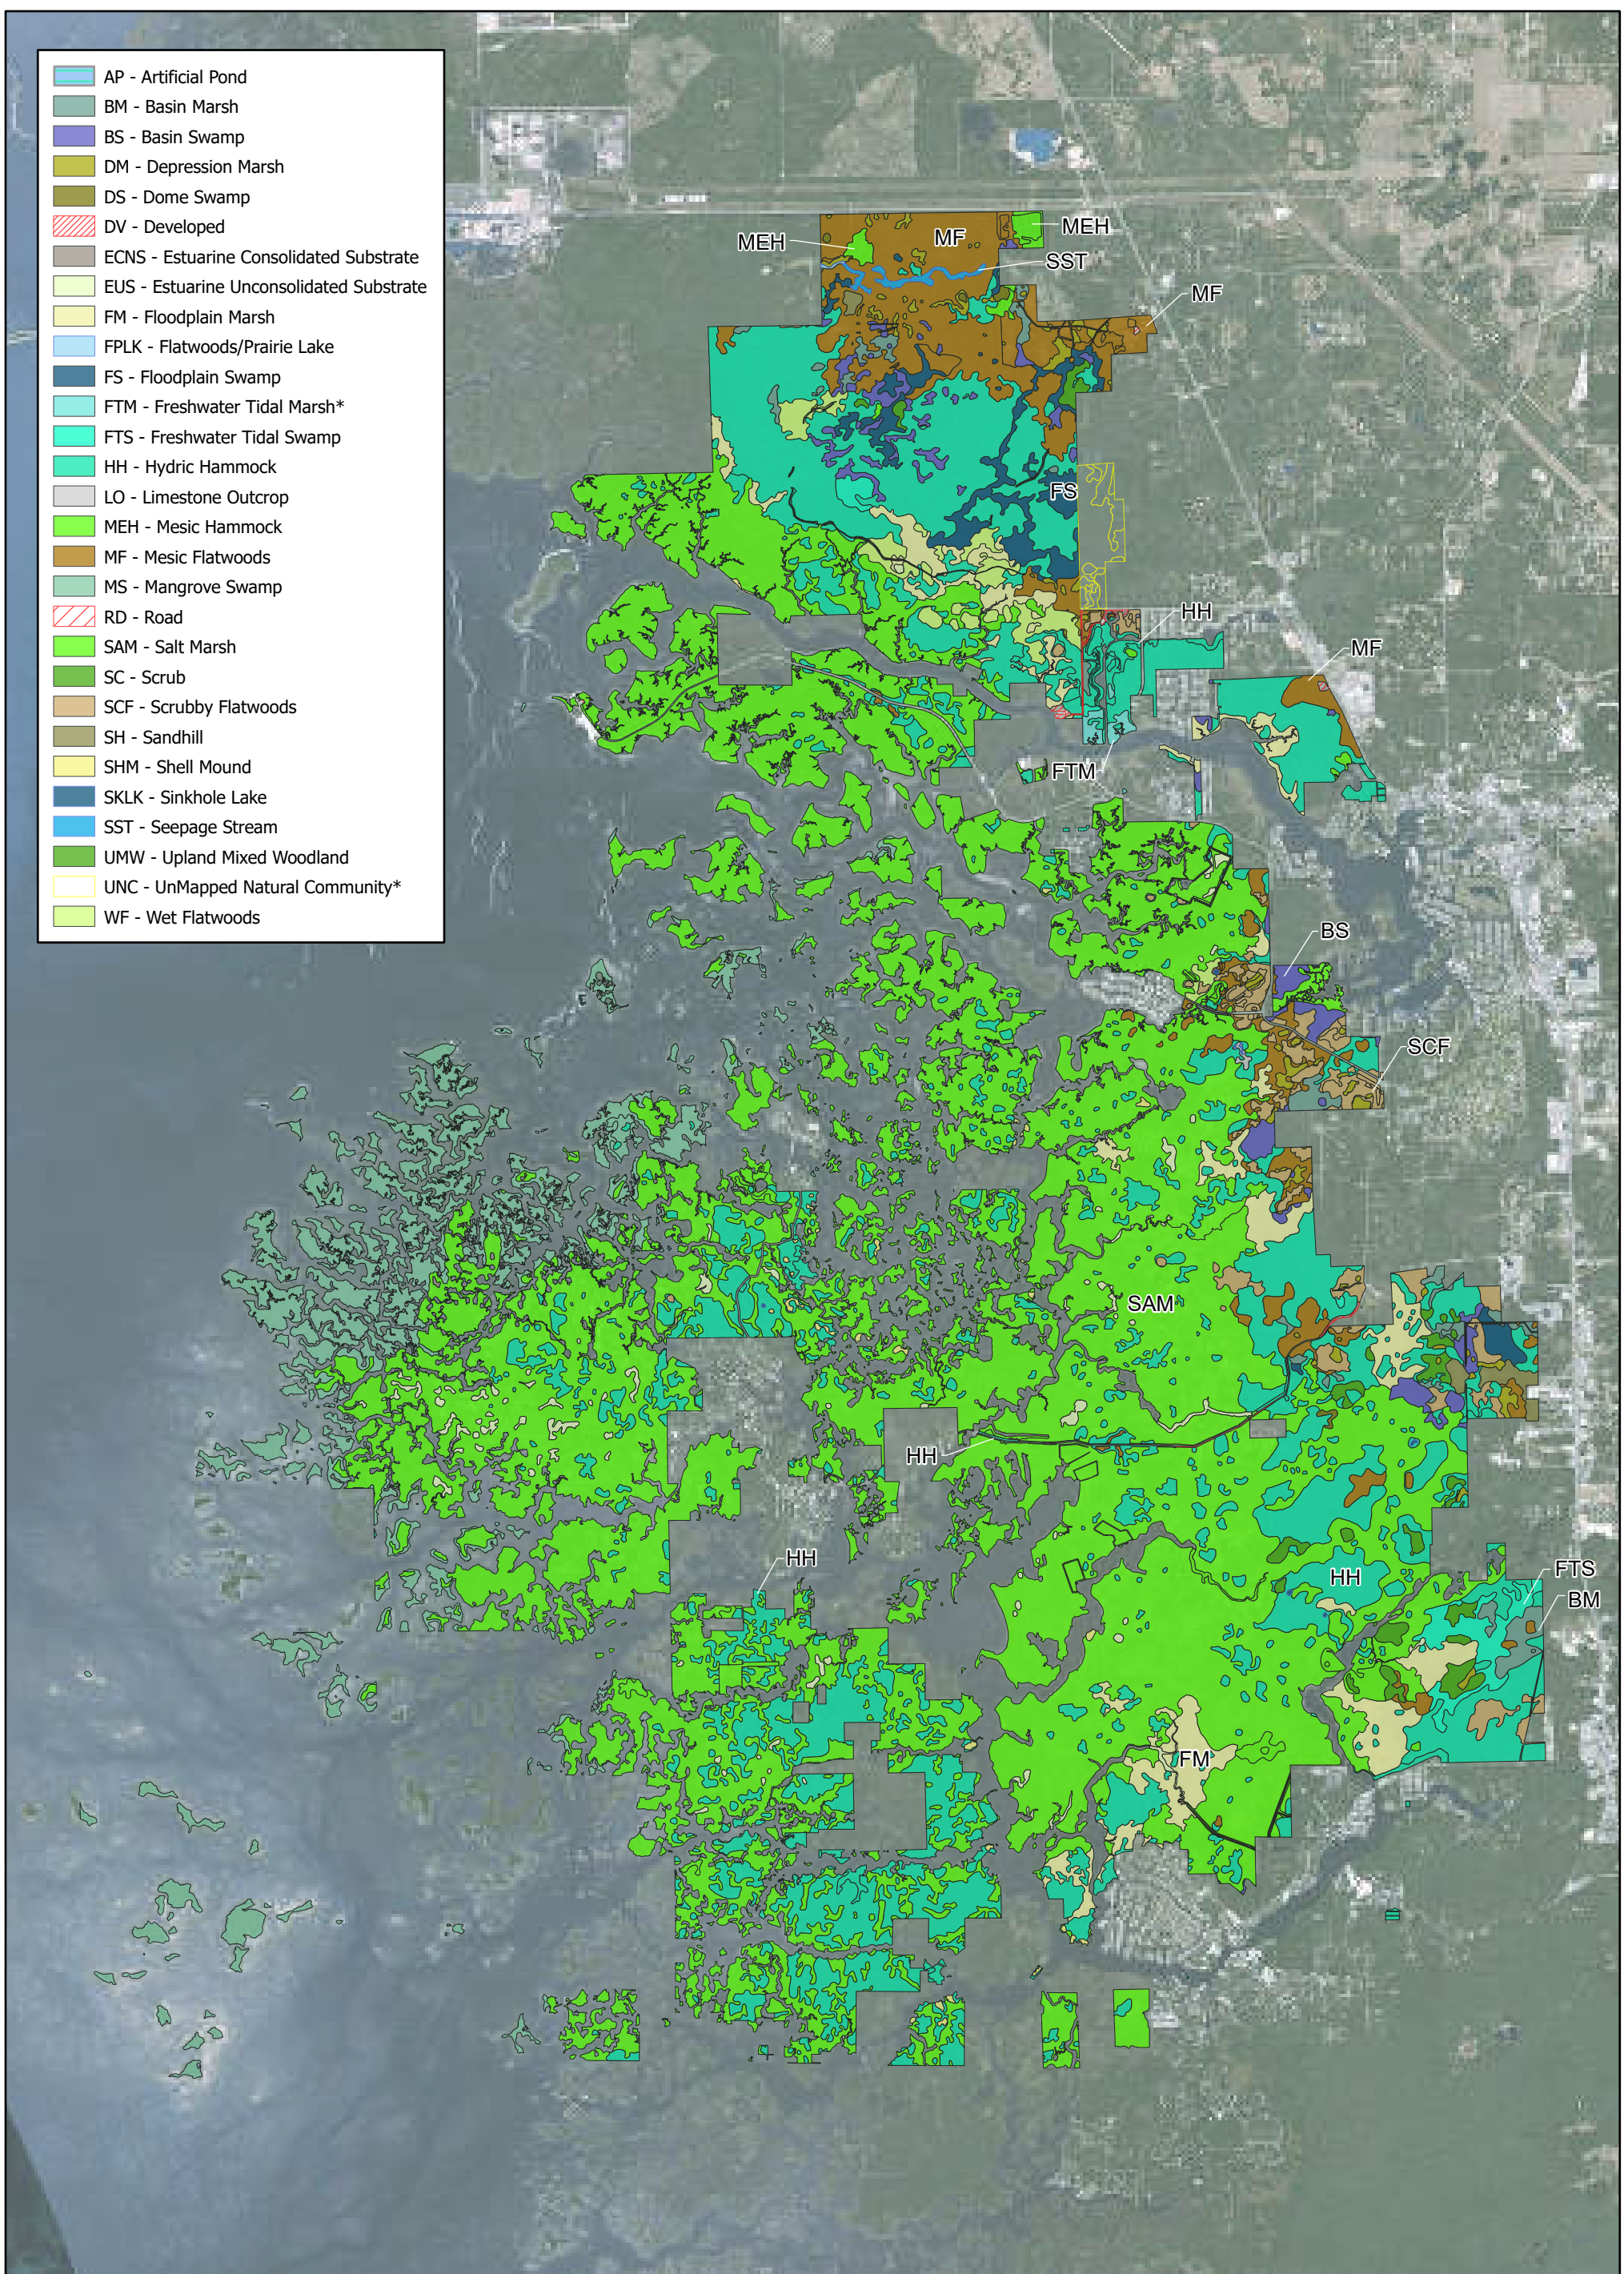 AP - Artificial Pond
BM - Basin Marsh
BS - Basin Swamp
DM - Depression Marsh
DS - Dome Swamp
DV - Developed
ECNS - Estuarine Consolidated Substrate
EUS - Estuarine Unconsolidated Substrate
FM - Floodplain Marsh
FPLK - Flatwoods/Prairie Lake
FS - Floodplain Swamp
FTM - Freshwater Tidal Marsh*
FTS - Freshwater Tidal Swamp
HH - Hydric Hammock
LO - Limestone Outcrop
MEH - Mesic Hammock
MF - Mesic Flatwoods
MS - Mangrove Swamp
RD - Road
SAM - Salt Marsh
SC - Scrub
SCF - Scrubby Flatwoods
SH - Sandhill
SHM - Shell Mound
SKLK - Sinkhole Lake
SST - Seepage Stream
UMW - Upland Mixed Woodland
UNC - UnMapped Natural Community*
WF - Wet Flatwoods
MEH
MF
MEH
SST
MF
FS
HH
MF
FTM
BS
SCF
SAM
HH
HH
HH
FTS
BM
FM